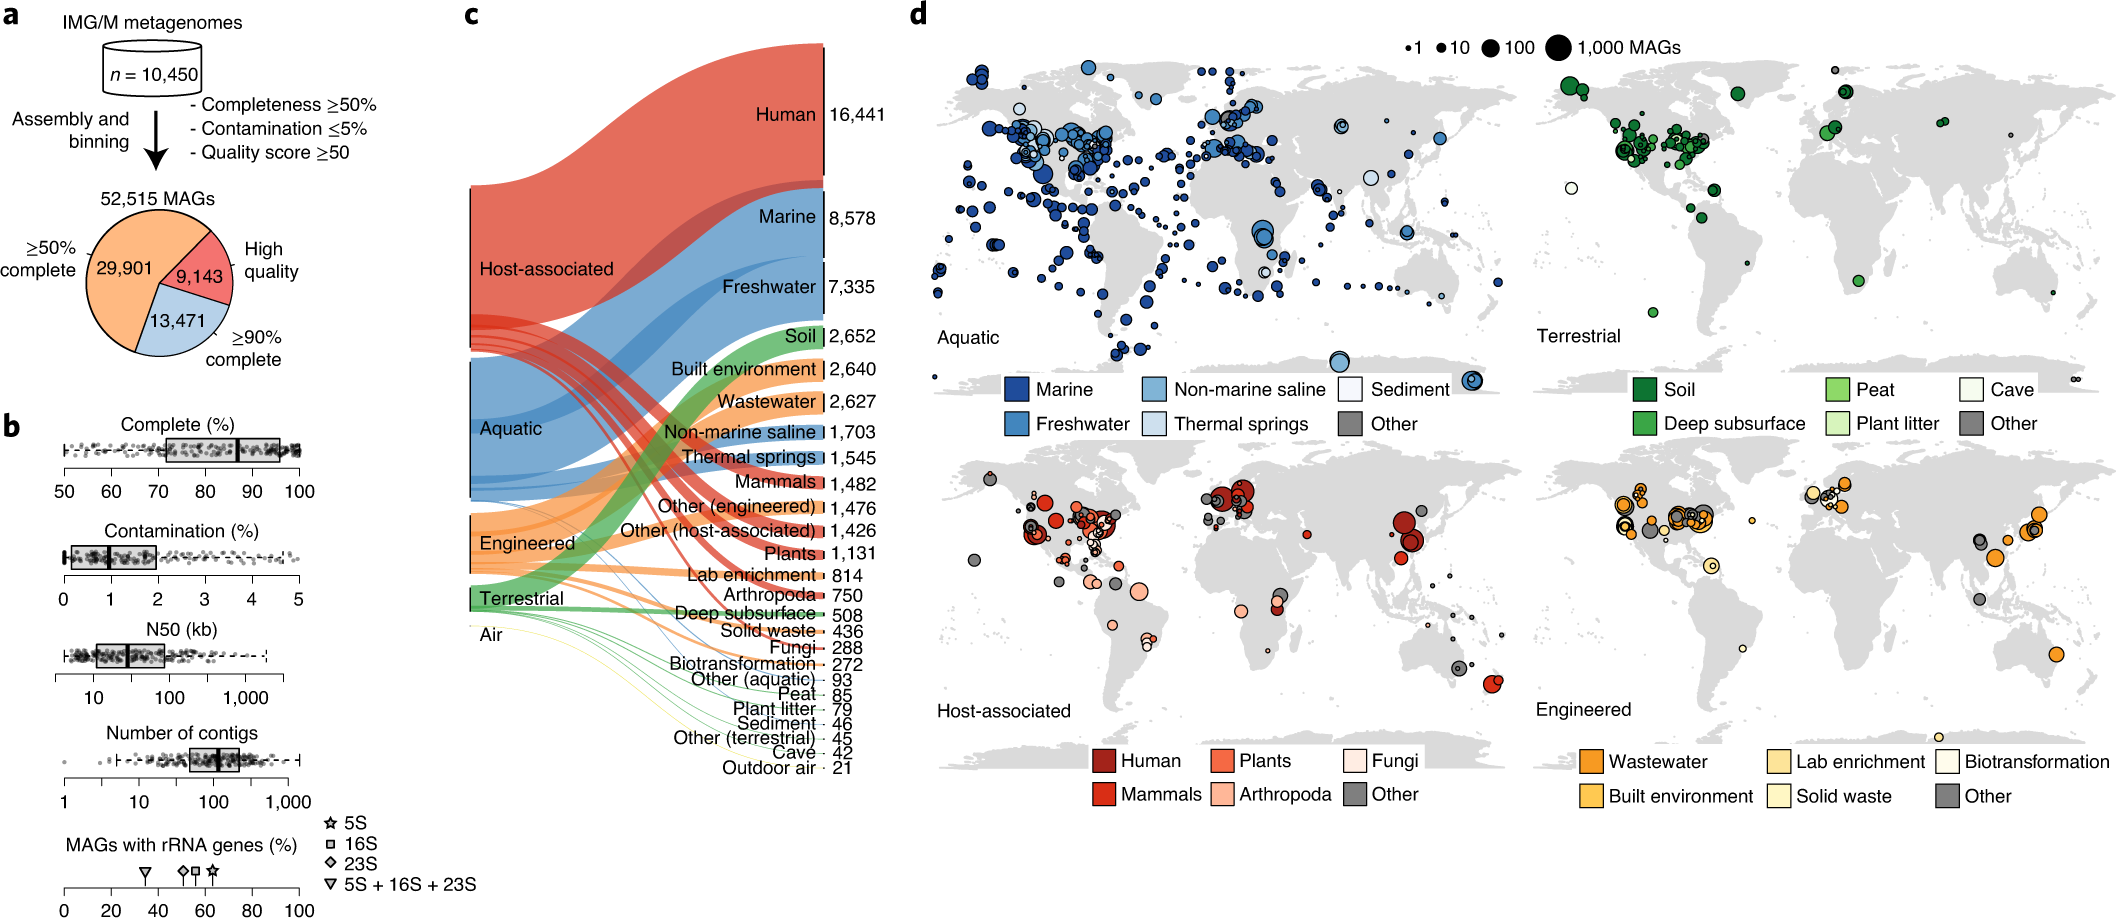 a
IMG/M metagenomes
n = 10,450
Assembly and
binning
- Completeness ≥50%
- Contamination ≤5%
- Quality score ≥50
52,515 MAGs
≥50%
complete
29,901
9,143
High
quality
13,471
≥90%
complete
b
Complete (%)
50 60 70 80 90 100
Contamination (%)
0 1 2 3 4 5
N50 (kb)
10 100 1,000
Number of contigs
1 10 100 1,000
MAGs with rRNA genes (%)
0 20 40 60 80 100
5S
16S
23S
5S + 16S + 23S
c
Host-associated
Aquatic
Engineered
Terrestrial
Air
Human 16,441
Marine 8,578
Freshwater 7,335
Soil 2,652
Built environment 2,640
Wastewater 2,627
Non-marine saline 1,703
Thermal springs 1,545
Mammals 1,482
Other (engineered) 1,476
Other (host-associated) 1,426
Plants 1,131
Lab enrichment 814
Arthropoda 750
Deep subsurface 508
Solid waste 436
Fungi 288
Biotransformation 272
Other (aquatic) 93
Peat 85
Plant litter 79
Sediment 46
Other (terrestrial) 45
Cave 42
Outdoor air 21
d
1 10 100 1,000 MAGs
Aquatic
Marine Non-marine saline Sediment
Freshwater Thermal springs Other
Terrestrial
Soil Peat Cave
Deep subsurface Plant litter Other
Host-associated
Human Plants Fungi
Mammals Arthropoda Other
Engineered
Wastewater Lab enrichment Biotransformation
Built environment Solid waste Other